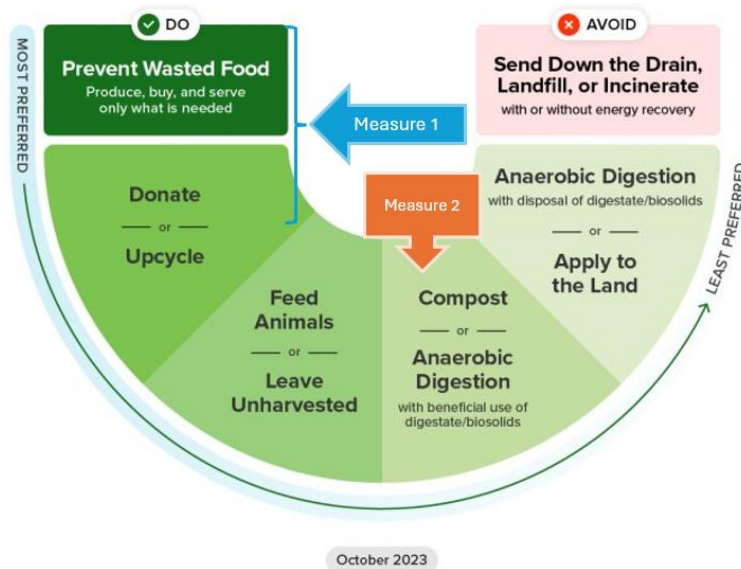 DO
AVOID
MOST PREFERRED
Prevent Wasted Food
Produce, buy, and serve
only what is needed
Measure 1
Send Down the Drain,
Landfill, or Incinerate
with or without energy recovery
Donate
or
Upcycle
Measure 2
Anaerobic Digestion
with disposal of digestate/biosolids
or
Apply to
the Land
Feed
Animals
or
Leave
Unharvested
Compost
or
Anaerobic
Digestion
with beneficial use of
digestate/biosolids
LEAST PREFERRED
October 2023